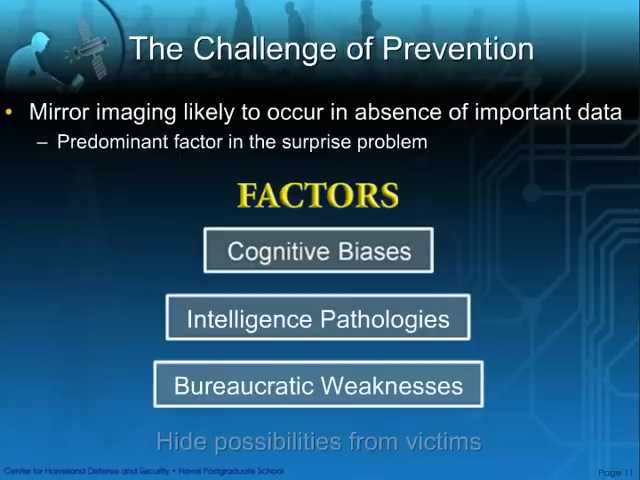 The Challenge of Prevention
• Mirror imaging likely to occur in absence of important data
– Predominant factor in the surprise problem
FACTORS
Cognitive Biases
Intelligence Pathologies
Bureaucratic Weaknesses
Hide possibilities from victims
Center for Homeland Defense and Security • Naval Postgraduate School
Page 11